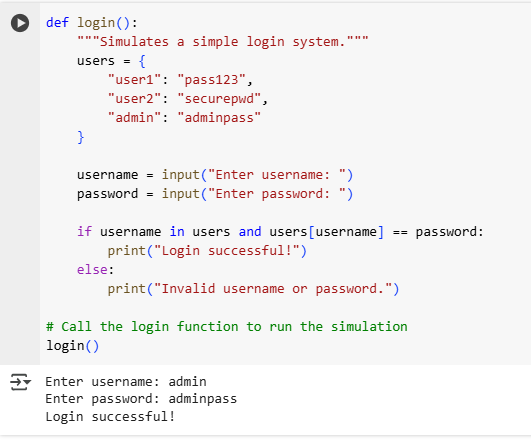 def login():
    """Simulates a simple login system."""
    users = {
        "user1": "pass123",
        "user2": "securepwd",
        "admin": "adminpass"
    }
    username = input("Enter username: ")
    password = input("Enter password: ")
    if username in users and users[username] == password:
        print("Login successful!")
    else:
        print("Invalid username or password.")
# Call the login function to run the simulation
login()
Enter username: admin
Enter password: adminpass
Login successful!